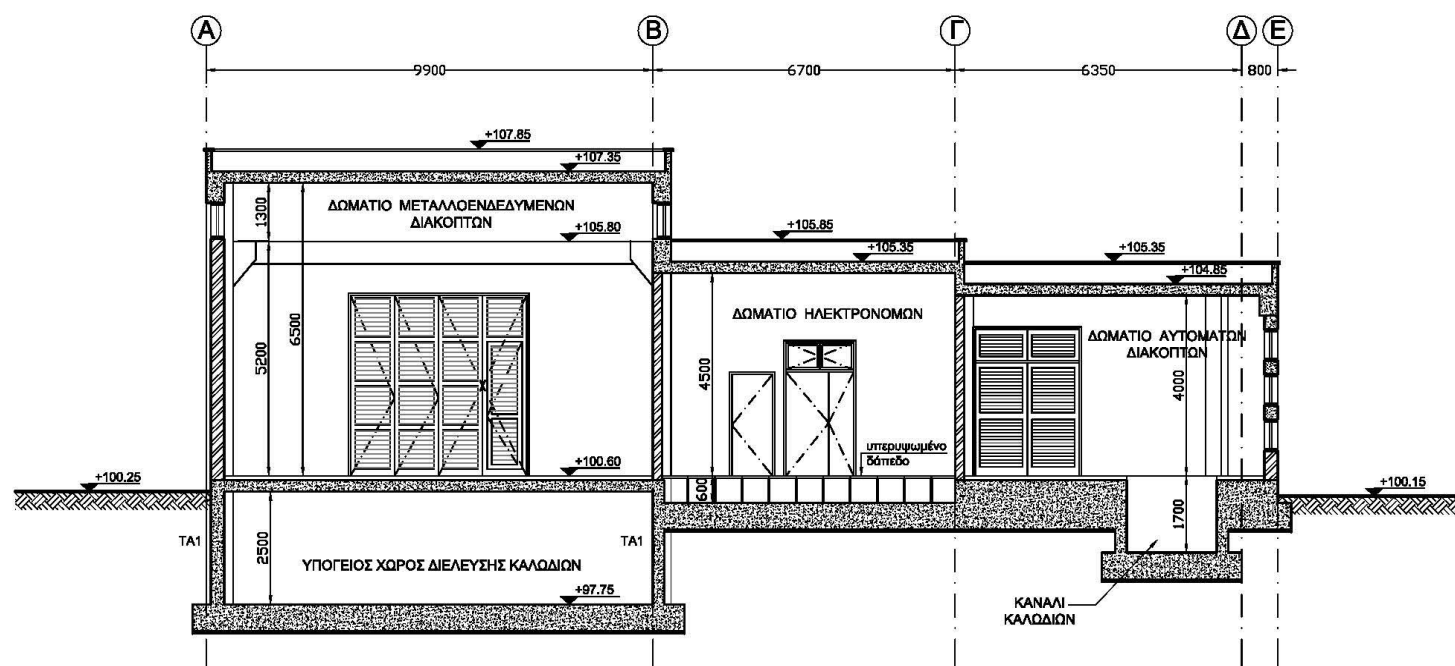 Α Β Γ Δ Ε
9900 6700 6350 800
+107.85
+107.35
ΔΩΜΑΤΙΟ ΜΕΤΑΛΛΟΕΝΔΕΔΥΜΕΝΩΝ
ΔΙΑΚΟΠΤΩΝ
1300
+105.80
+105.85
+105.35
+105.35
+104.85
6500
5200
ΔΩΜΑΤΙΟ ΗΛΕΚΤΡΟΝΟΜΩΝ
4500
ΔΩΜΑΤΙΟ ΑΥΤΟΜΑΤΩΝ
ΔΙΑΚΟΠΤΩΝ
4000
υπερυψωμένο
δάπεδο
+100.25
+100.60
600
+100.15
1700
ΤΑ1
ΤΑ1
2500
ΥΠΟΓΕΙΟΣ ΧΩΡΟΣ ΔΙΕΛΕΥΣΗΣ ΚΑΛΩΔΙΩΝ
+97.75
ΚΑΝΑΛΙ
ΚΑΛΩΔΙΩΝ